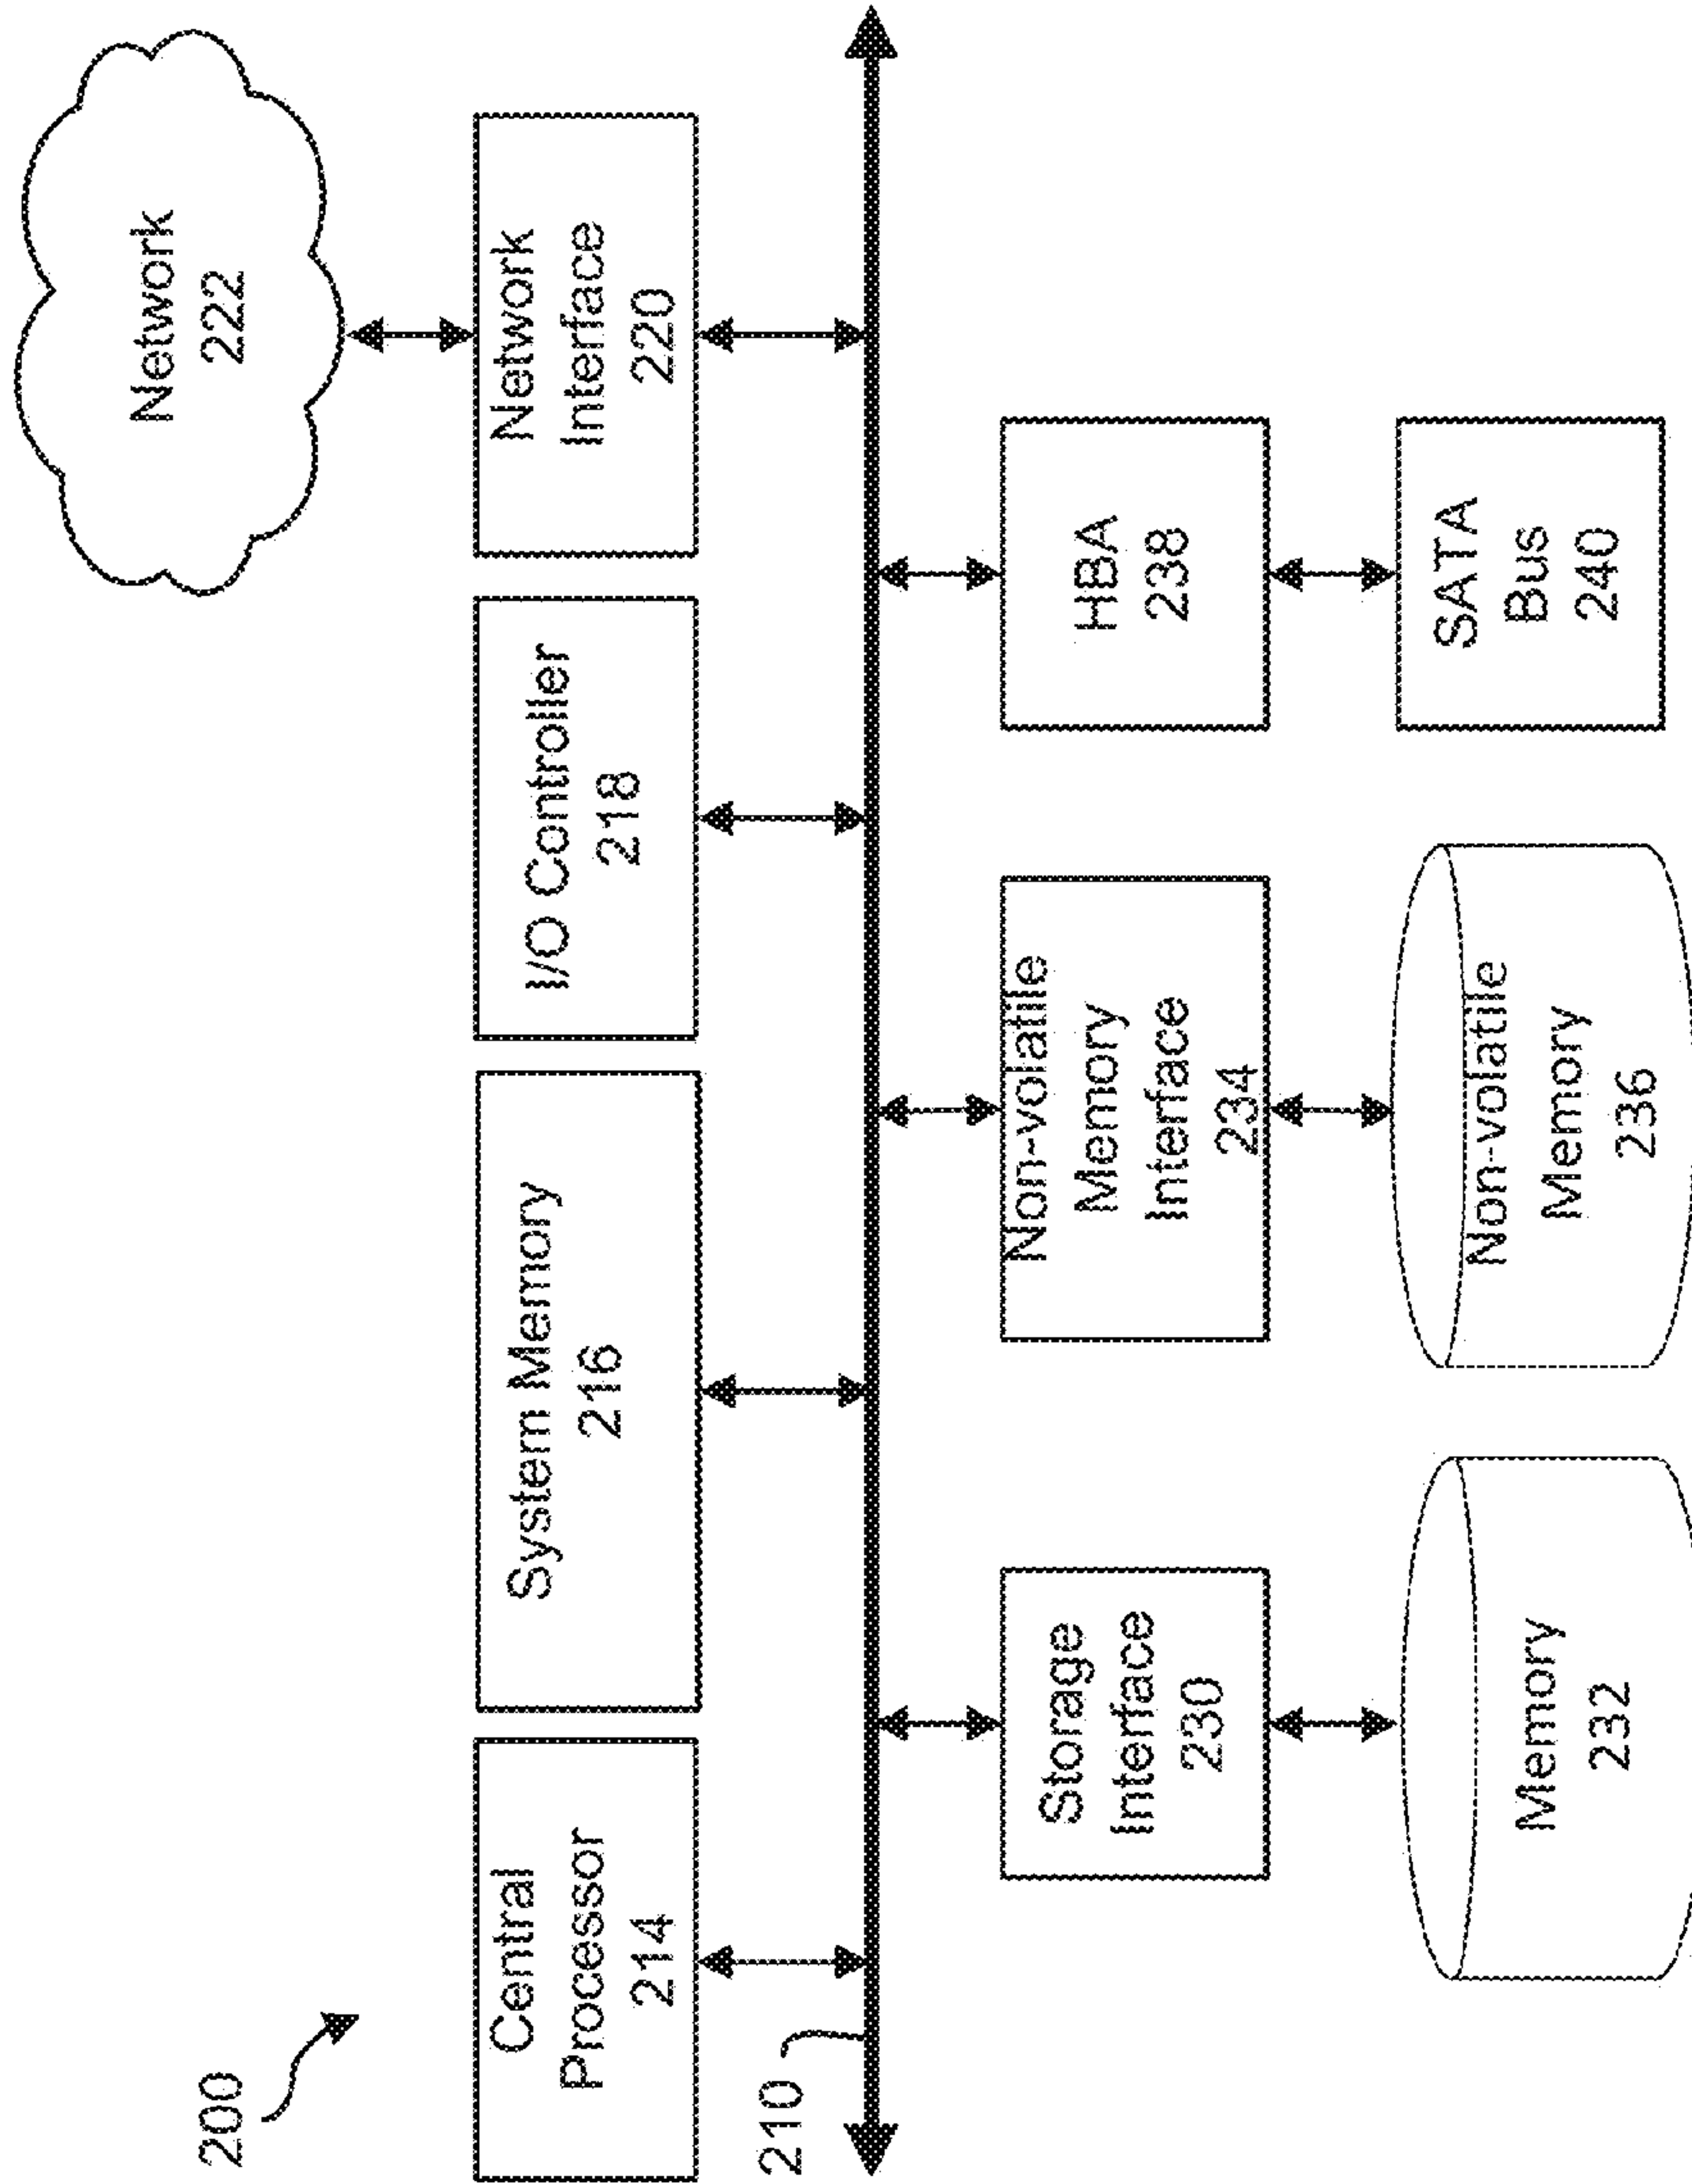 200
Network
222
Central
Processor
214
System Memory
216
I/O Controller
218
Network
Interface
220
210
Storage
Interface
230
Non-volatile
Memory
Interface
234
HBA
238
Memory
232
Non-volatile
Memory
236
SATA
Bus
240